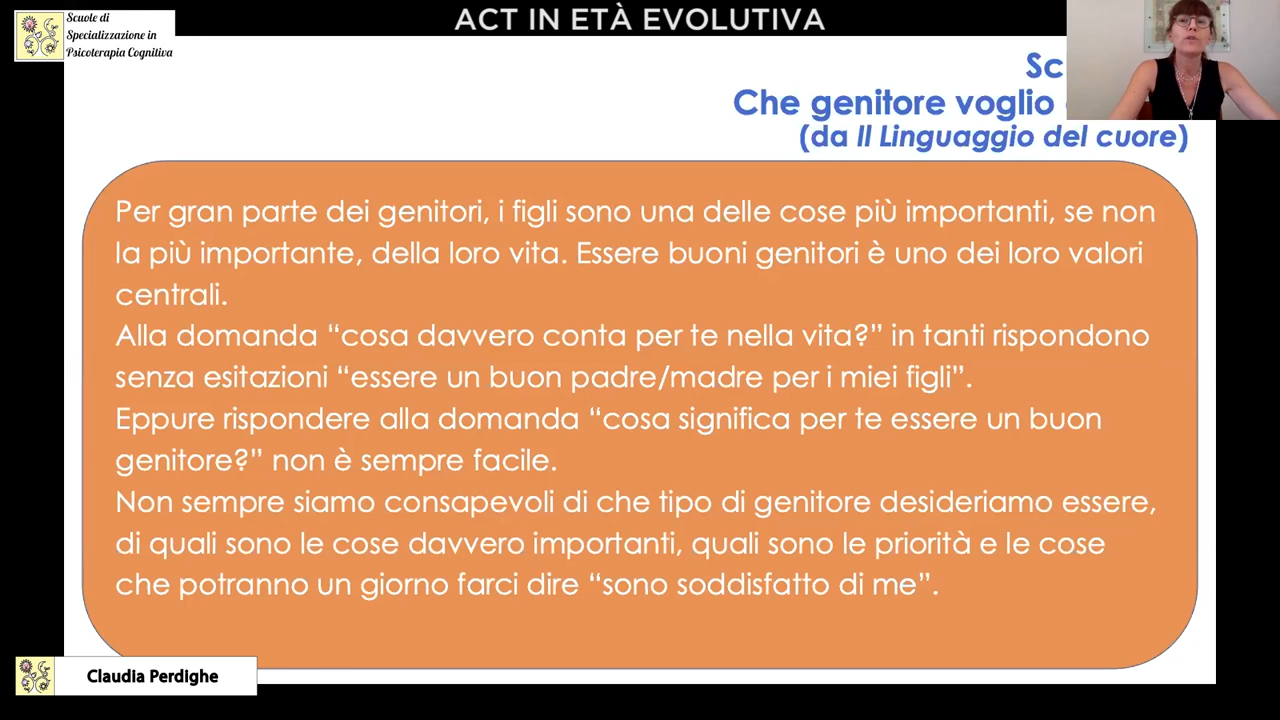 Scuole di
Specializzazione in
Psicoterapia Cognitiva
ACT IN ETÀ EVOLUTIVA
Che genitore voglio
(da Il Linguaggio del cuore)
Per gran parte dei genitori, i figli sono una delle cose più importanti, se non
la più importante, della loro vita. Essere buoni genitori è uno dei loro valori
centrali.
Alla domanda “cosa davvero conta per te nella vita?” in tanti rispondono
senza esitazioni “essere un buon padre/madre per i miei figli”.
Eppure rispondere alla domanda “cosa significa per te essere un buon
genitore?” non è sempre facile.
Non sempre siamo consapevoli di che tipo di genitore desideriamo essere,
di quali sono le cose davvero importanti, quali sono le priorità e le cose
che potranno un giorno farci dire “sono soddisfatto di me”.
Claudia Perdighe